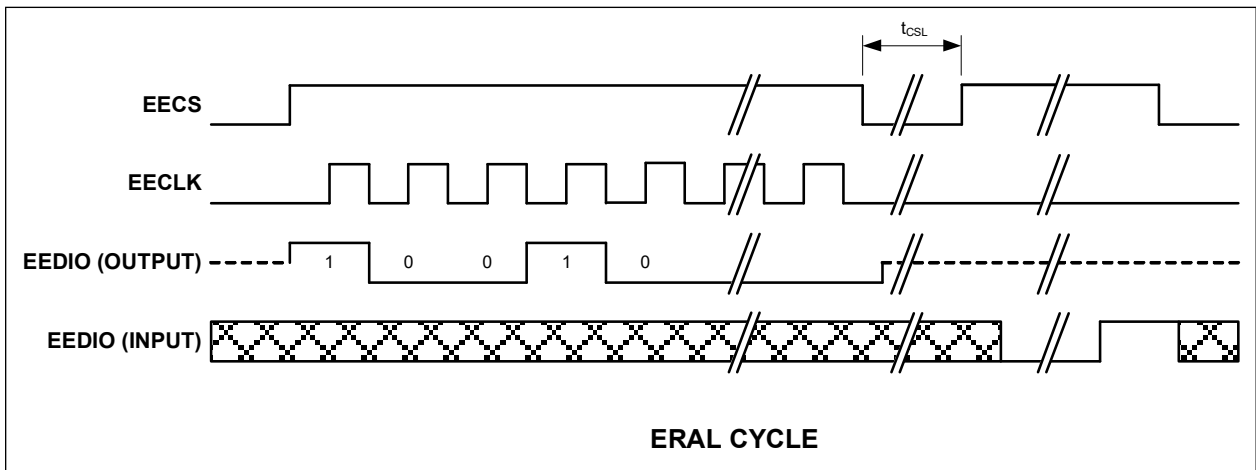 tCSL
EECS
EECLK
EEDIO (OUTPUT) 1 0 0 1 0
EEDIO (INPUT)
ERAL CYCLE